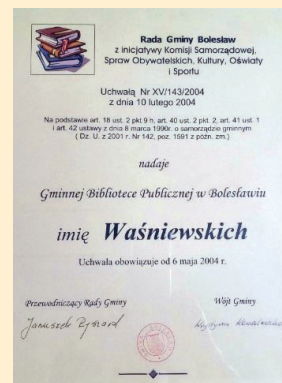 Rada Gminy Bolesław
z inicjatywy Komisji Samorządowej,
Spraw Obywatelskich, Kultury, Oświaty
i Sportu
Uchwałą Nr XV/143/2004
z dnia 10 lutego 2004
Na podstawie art. 18 ust. 2 pkt 9 h, art. 40 ust. 2 pkt. 2, art. 41 ust. 1
i art. 42 ustawy z dnia 8 marca 1990r. o samorządzie gminnym
( Dz. U. z 2001 r. Nr 142, poz. 1591 z późn. zm.)
nadaje
Gminnej Bibliotece Publicznej w Bolesławiu
imię Waśniewskich
Uchwała obowiązuje od 6 maja 2004 r.
Przewodniczący Rady Gminy
Wójt Gminy